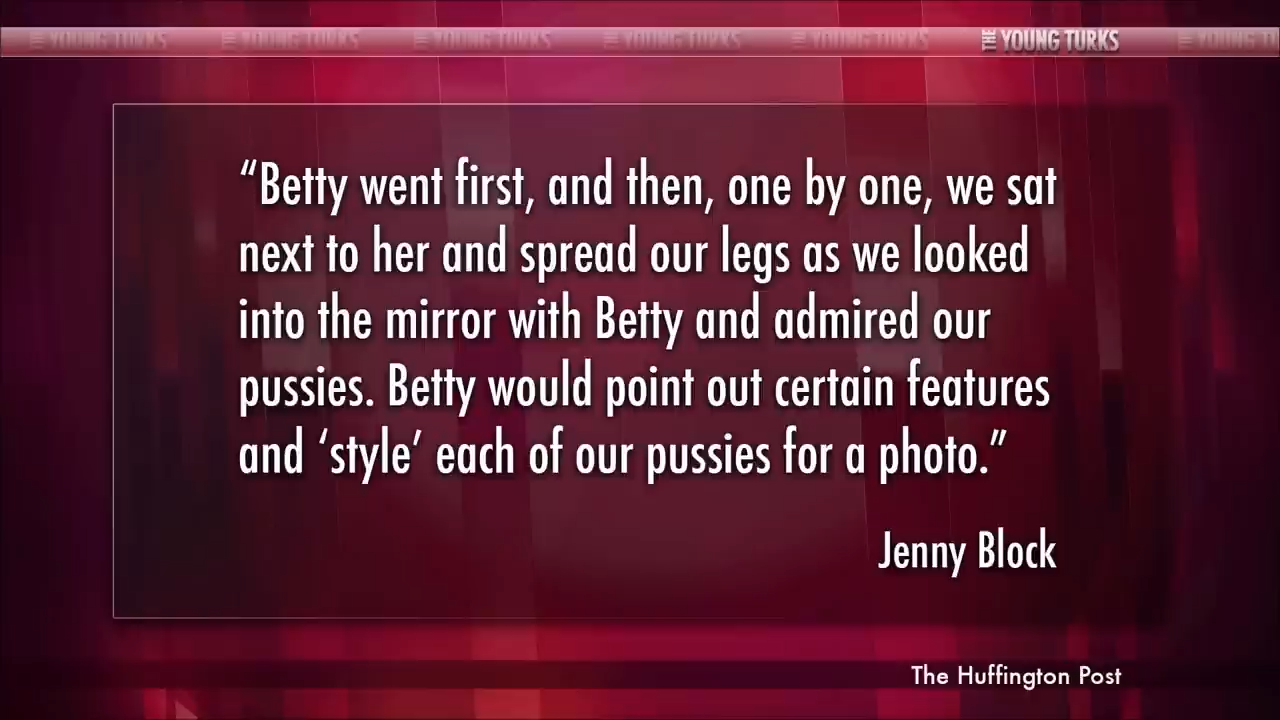 THE YOUNG TURKS
“Betty went first, and then, one by one, we sat
next to her and spread our legs as we looked
into the mirror with Betty and admired our
pussies. Betty would point out certain features
and ‘style’ each of our pussies for a photo.”
Jenny Block
The Huffington Post